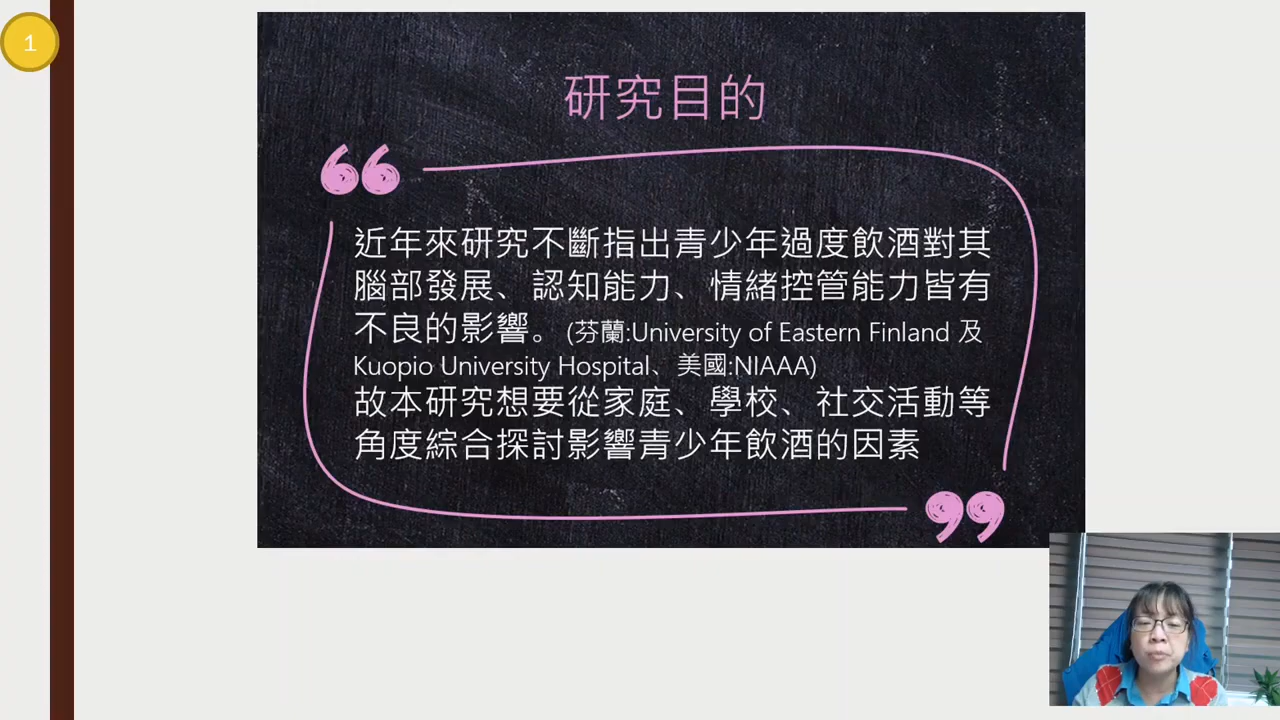 1
研究目的
近年來研究不斷指出青少年過度飲酒對其
腦部發展、認知能力、情緒控管能力皆有
不良的影響。(芬蘭:University of Eastern Finland 及
Kuopio University Hospital、美國:NIAAA)
故本研究想要從家庭、學校、社交活動等
角度綜合探討影響青少年飲酒的因素